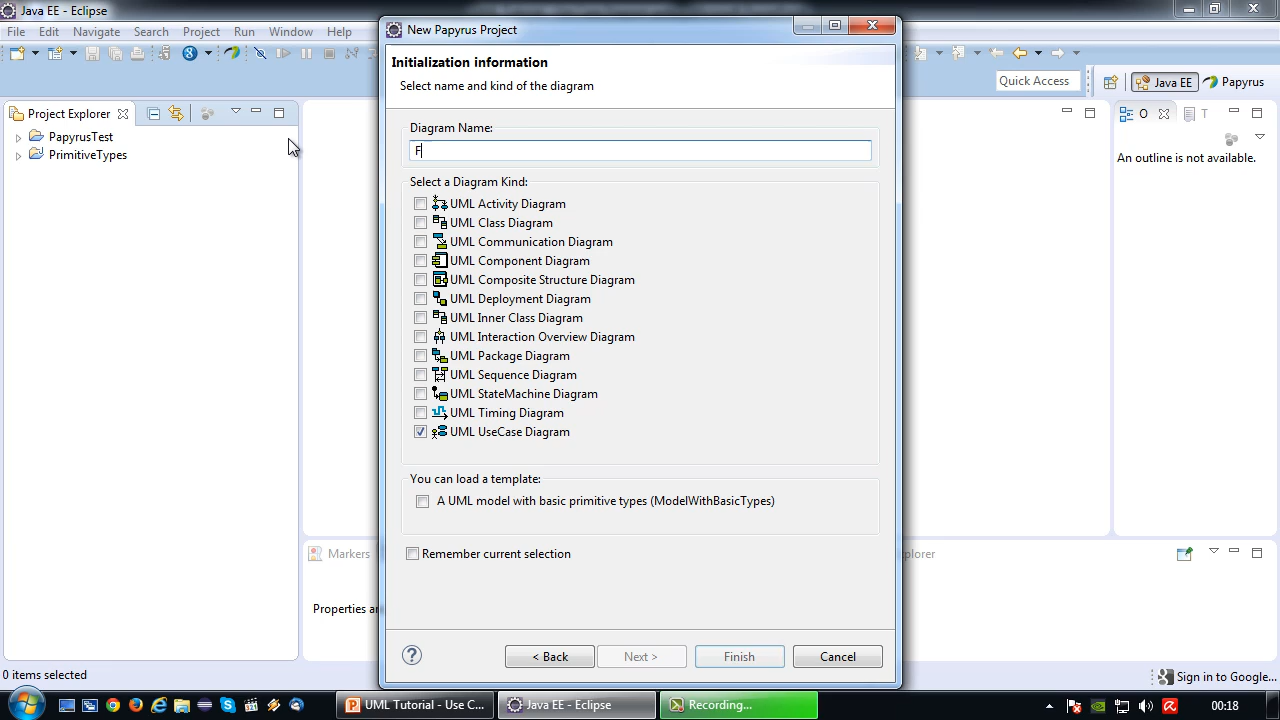 Java EE - Eclipse
File Edit Navigate Search Project Run Window Help
Quick Access
Java EE
Papyrus
Project Explorer
PapyrusTest
PrimitiveTypes
New Papyrus Project
Initialization information
Select name and kind of the diagram
Diagram Name:
F
Select a Diagram Kind:
UML Activity Diagram
UML Class Diagram
UML Communication Diagram
UML Component Diagram
UML Composite Structure Diagram
UML Deployment Diagram
UML Inner Class Diagram
UML Interaction Overview Diagram
UML Package Diagram
UML Sequence Diagram
UML StateMachine Diagram
UML Timing Diagram
UML UseCase Diagram
You can load a template:
A UML model with basic primitive types (ModelWithBasicTypes)
Remember current selection
< Back Next > Finish Cancel
O T
An outline is not available.
Markers
xplorer
Properties ar
0 items selected
Sign in to Google...
UML Tutorial - Use C...
Java EE - Eclipse
Recording...
00:18